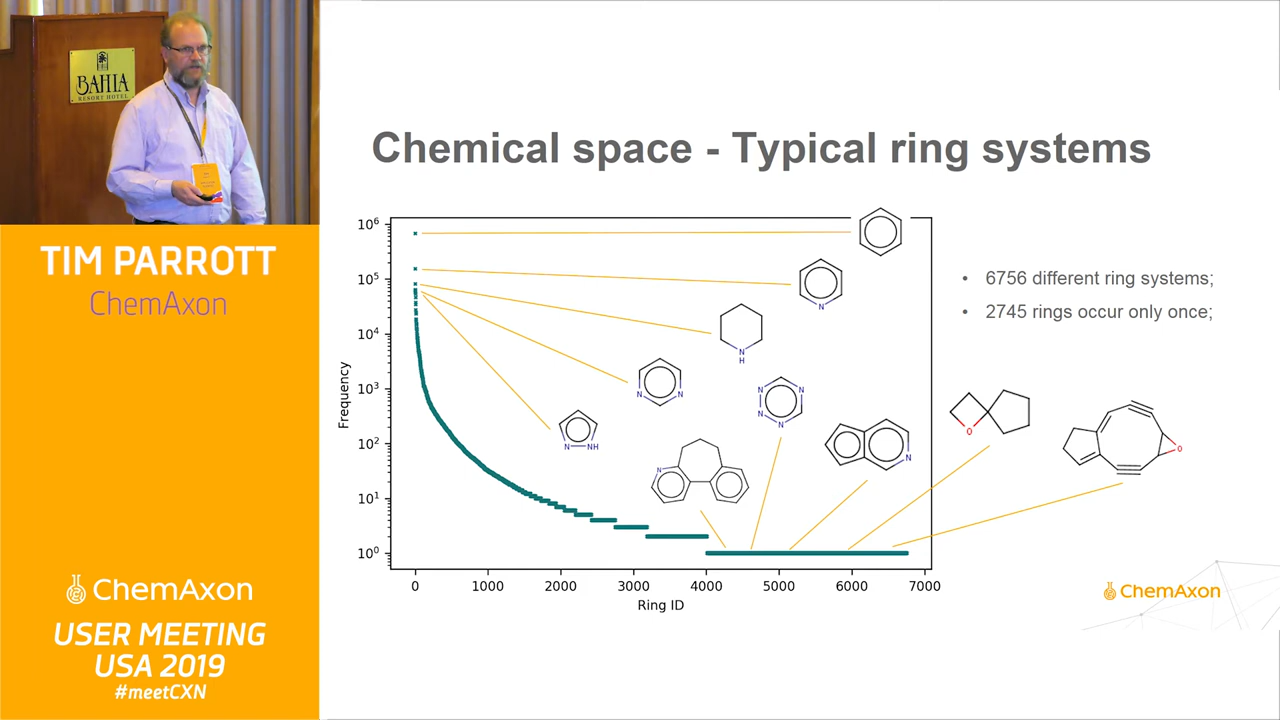 BAHIA
RESORT HOTEL
TIM PARROTT
ChemAxon
ChemAxon
USER MEETING
USA 2019
#meetCXN
Chemical space - Typical ring systems
6756 different ring systems;
2745 rings occur only once;
Frequency
10⁶
10⁵
10⁴
10³
10²
10¹
10⁰
0 1000 2000 3000 4000 5000 6000 7000
Ring ID
N
N
H
N N
N NH
N N
N
N
N
N
O
O
ChemAxon